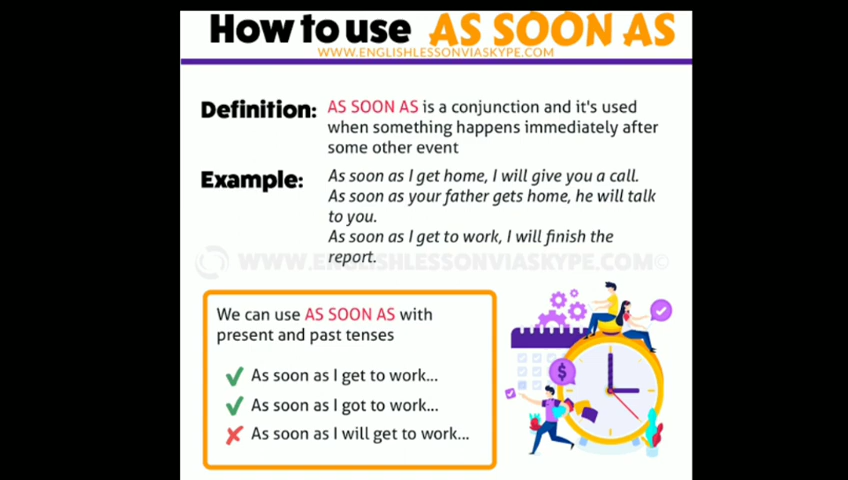 How to use AS SOON AS
WWW.ENGLISHLESSONVIASKYPE.COM
Definition: AS SOON AS is a conjunction and it's used
when something happens immediately after
some other event
Example: As soon as I get home, I will give you a call.
As soon as your father gets home, he will talk
to you.
As soon as I get to work, I will finish the
report.
WWW.ENGLISHLESSONVIASKYPE.COM©
We can use AS SOON AS with
present and past tenses
✓ As soon as I get to work...
✓ As soon as I got to work...
✗ As soon as I will get to work...
$